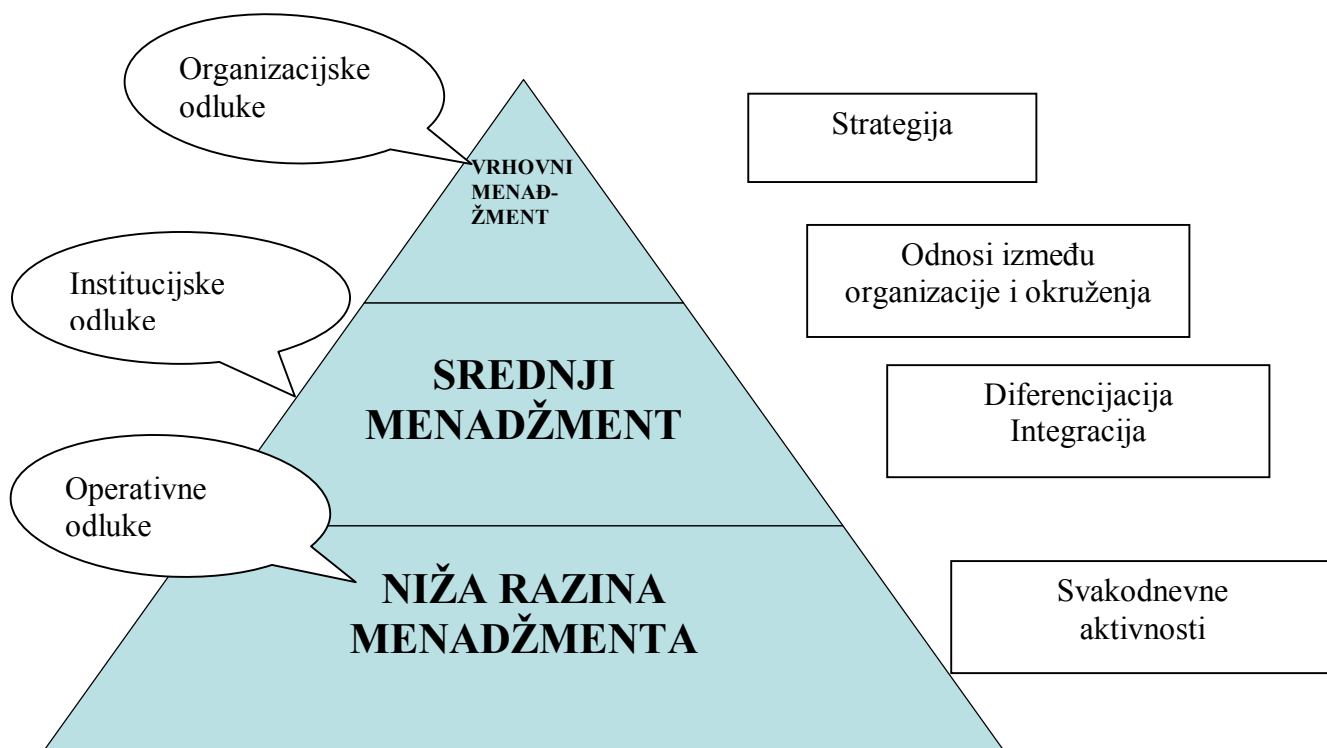 Organizacijske
odluke
VRHOVNI
MENAĐ-
ŽMENT
Strategija
Institucijske
odluke
Odnosi između
organizacije i okruženja
SREDNJI
MENADŽMENT
Diferencijacija
Integracija
Operativne
odluke
NIŽA RAZINA
MENADŽMENTA
Svakodnevne
aktivnosti